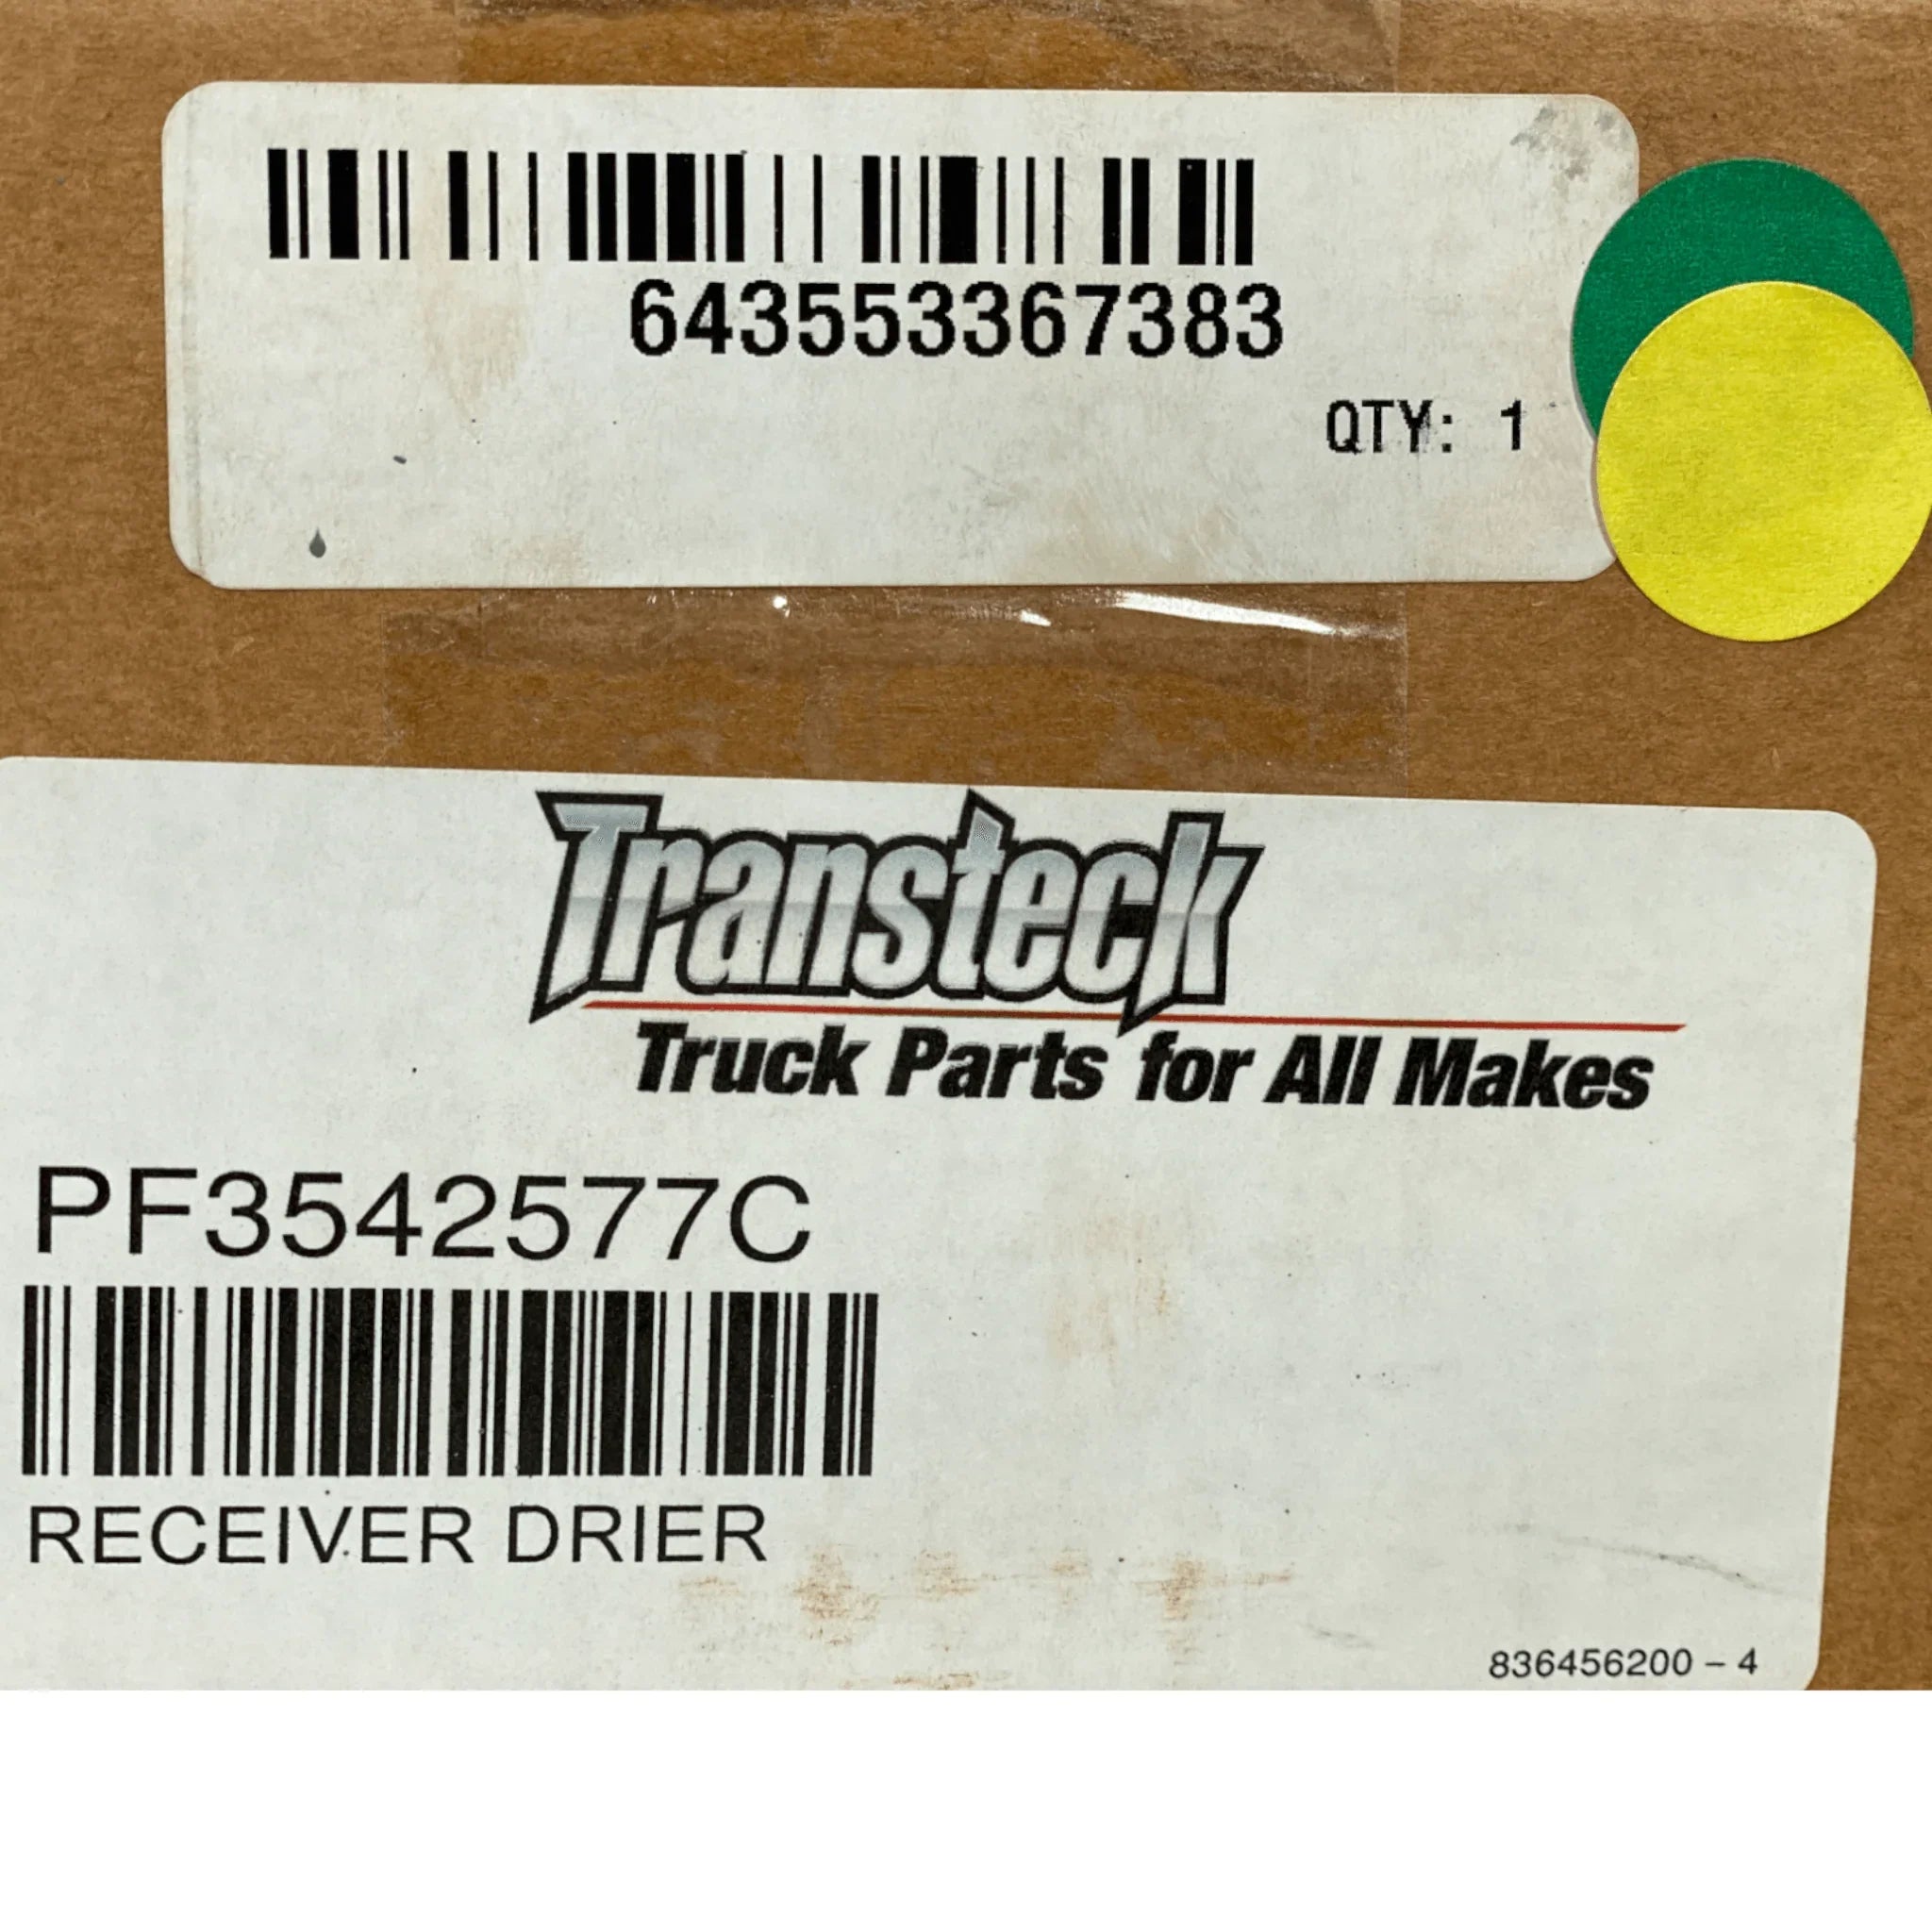 643553367383
QTY: 1
Transteck
Truck Parts for All Makes
PF3542577C
RECEIVER DRIER
836456200 – 4